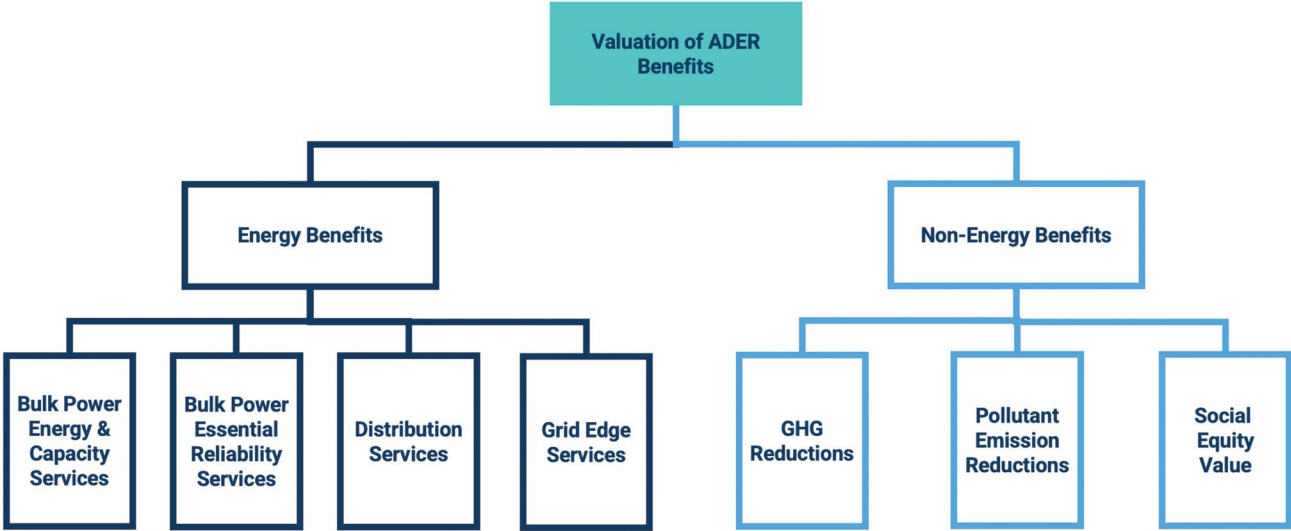 Valuation of ADER
Benefits
Energy Benefits
Non-Energy Benefits
Bulk Power
Energy &
Capacity
Services
Bulk Power
Essential
Reliability
Services
Distribution
Services
Grid Edge
Services
GHG
Reductions
Pollutant
Emission
Reductions
Social
Equity
Value